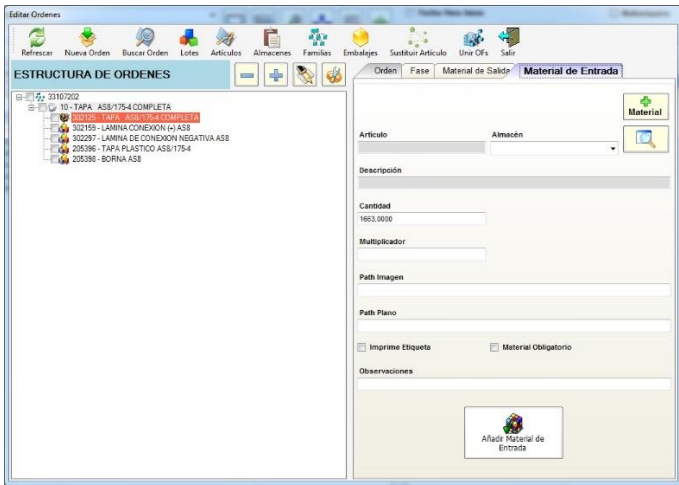 Editar Ordenes
Refrescar Nueva Orden Buscar Orden Lotes Artículos Almacenes Familias Embalajes Sustituir Artículo Unir OFs Salir
ESTRUCTURA DE ORDENES
33107202
10 - TAPA AS8/175-4 COMPLETA
302125 - TAPA AS8/175-4 COMPLETA
302159 - LAMINA CONEXION (+) AS8
302297 - LAMINA DE CONEXION NEGATIVA AS8
205396 - TAPA PLASTICO AS8/175-4
205398 - BORNA AS8
Orden Fase Material de Salida Material de Entrada
Material
Artículo Almacén
Descripción
Cantidad
1663,0000
Multiplicador
Path Imagen
Path Plano
Imprime Etiqueta Material Obligatorio
Observaciones
Añadir Material de
Entrada